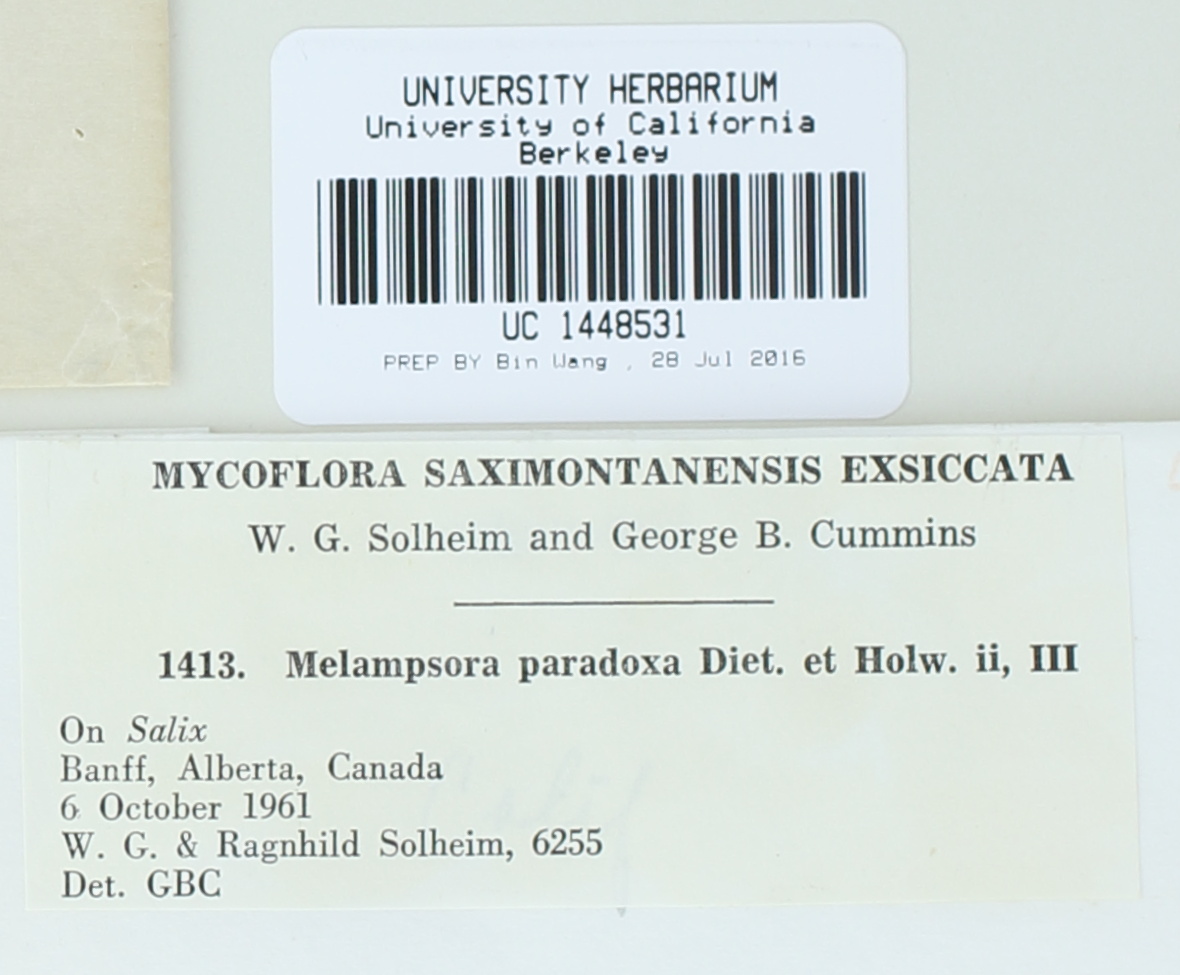 UNIVERSITY HERBARIUM
University of California
Berkeley
UC 1448531
PREP BY Bin Wang , 28 Jul 2016
MYCOFLORA SAXIMONTANENSIS EXSICCATA
W. G. Solheim and George B. Cummins
1413. Melampsora paradoxa Diet. et Holw. ii, III
On Salix
Banff, Alberta, Canada
6 October 1961
W. G. & Ragnhild Solheim, 6255
Det. GBC